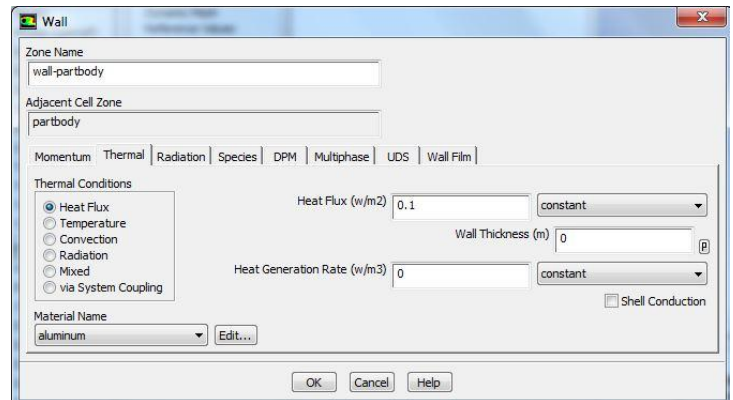 Wall
Zone Name
wall-partbody
Adjacent Cell Zone
partbody
Momentum Thermal Radiation Species DPM Multiphase UDS Wall Film
Thermal Conditions
Heat Flux
Temperature
Convection
Radiation
Mixed
via System Coupling
Heat Flux (w/m2) 0.1 constant
Wall Thickness (m) 0 P
Heat Generation Rate (w/m3) 0 constant
Shell Conduction
Material Name
aluminum Edit...
OK Cancel Help